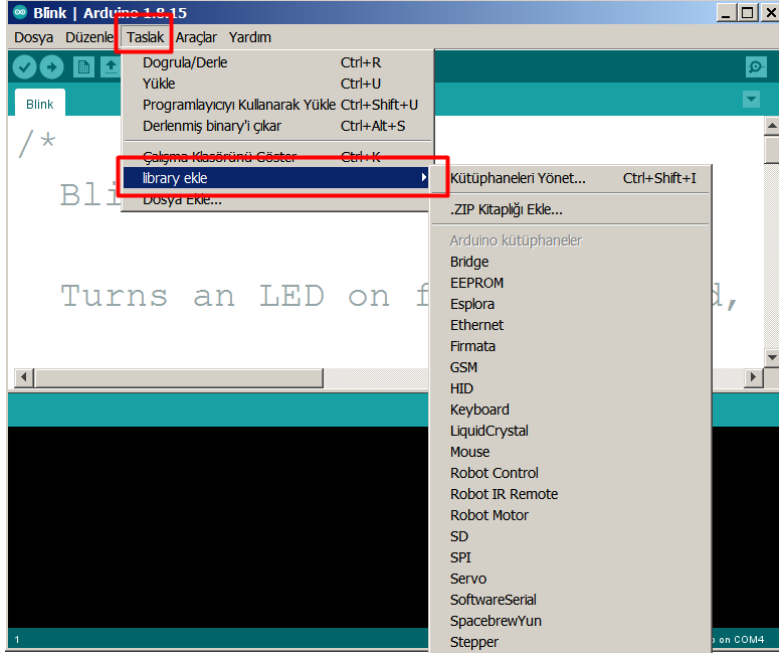 Blink | Arduino 1.8.15
Dosya Düzenle Taslak Araçlar Yardım
Blink
Dogrula/Derle Ctrl+R
Yükle Ctrl+U
Programlayıcıyı Kullanarak Yükle Ctrl+Shift+U
Derlenmiş binary'i çıkar Ctrl+Alt+S
Çalışma Klasörünü Göster Ctrl+K
library ekle
Dosya Ekle...
/*
Bli
Turns an LED on f d,
Kütüphaneleri Yönet... Ctrl+Shift+I
.ZIP Kitaplığı Ekle...
Arduino kütüphaneler
Bridge
EEPROM
Esplora
Ethernet
Firmata
GSM
HID
Keyboard
LiquidCrystal
Mouse
Robot Control
Robot IR Remote
Robot Motor
SD
SPI
Servo
SoftwareSerial
SpacebrewYun
Stepper
1 on COM4